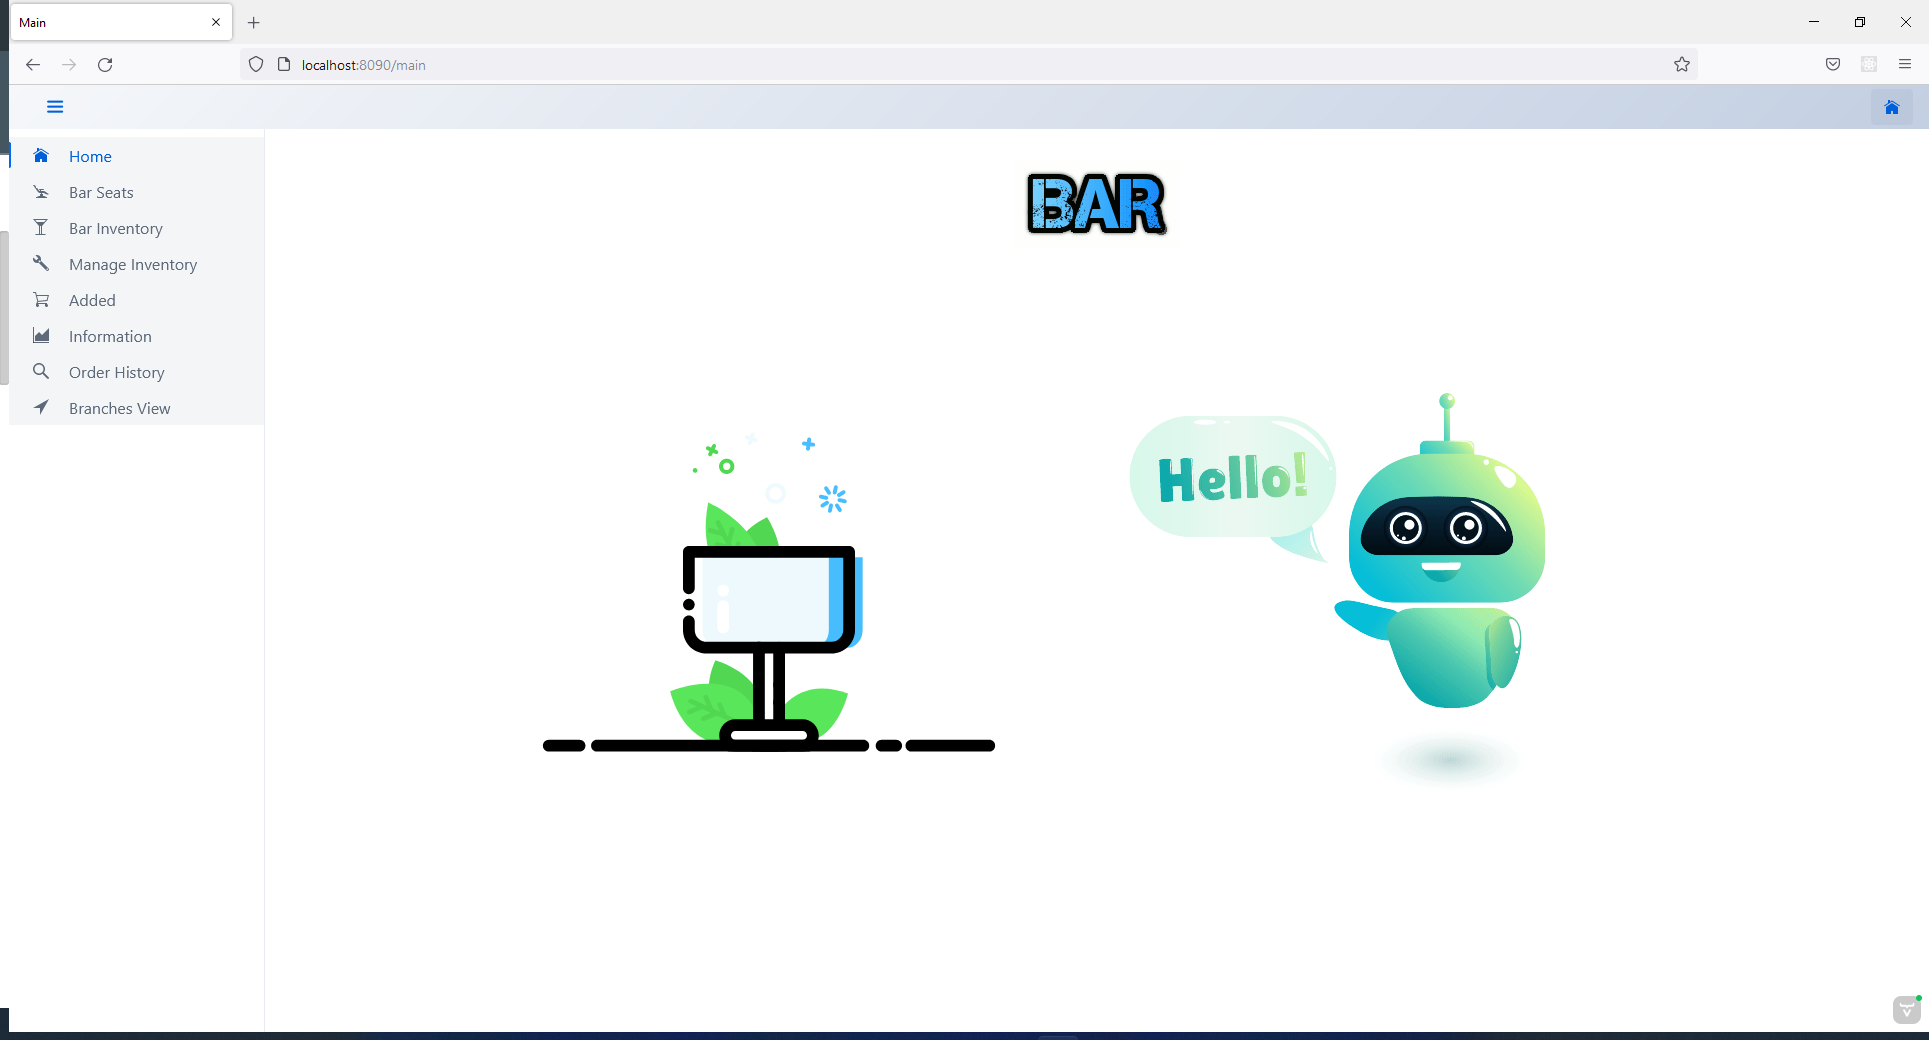 Main
localhost:8090/main
Home
Bar Seats
Bar Inventory
Manage Inventory
Added
Information
Order History
Branches View
BAR
Hello!